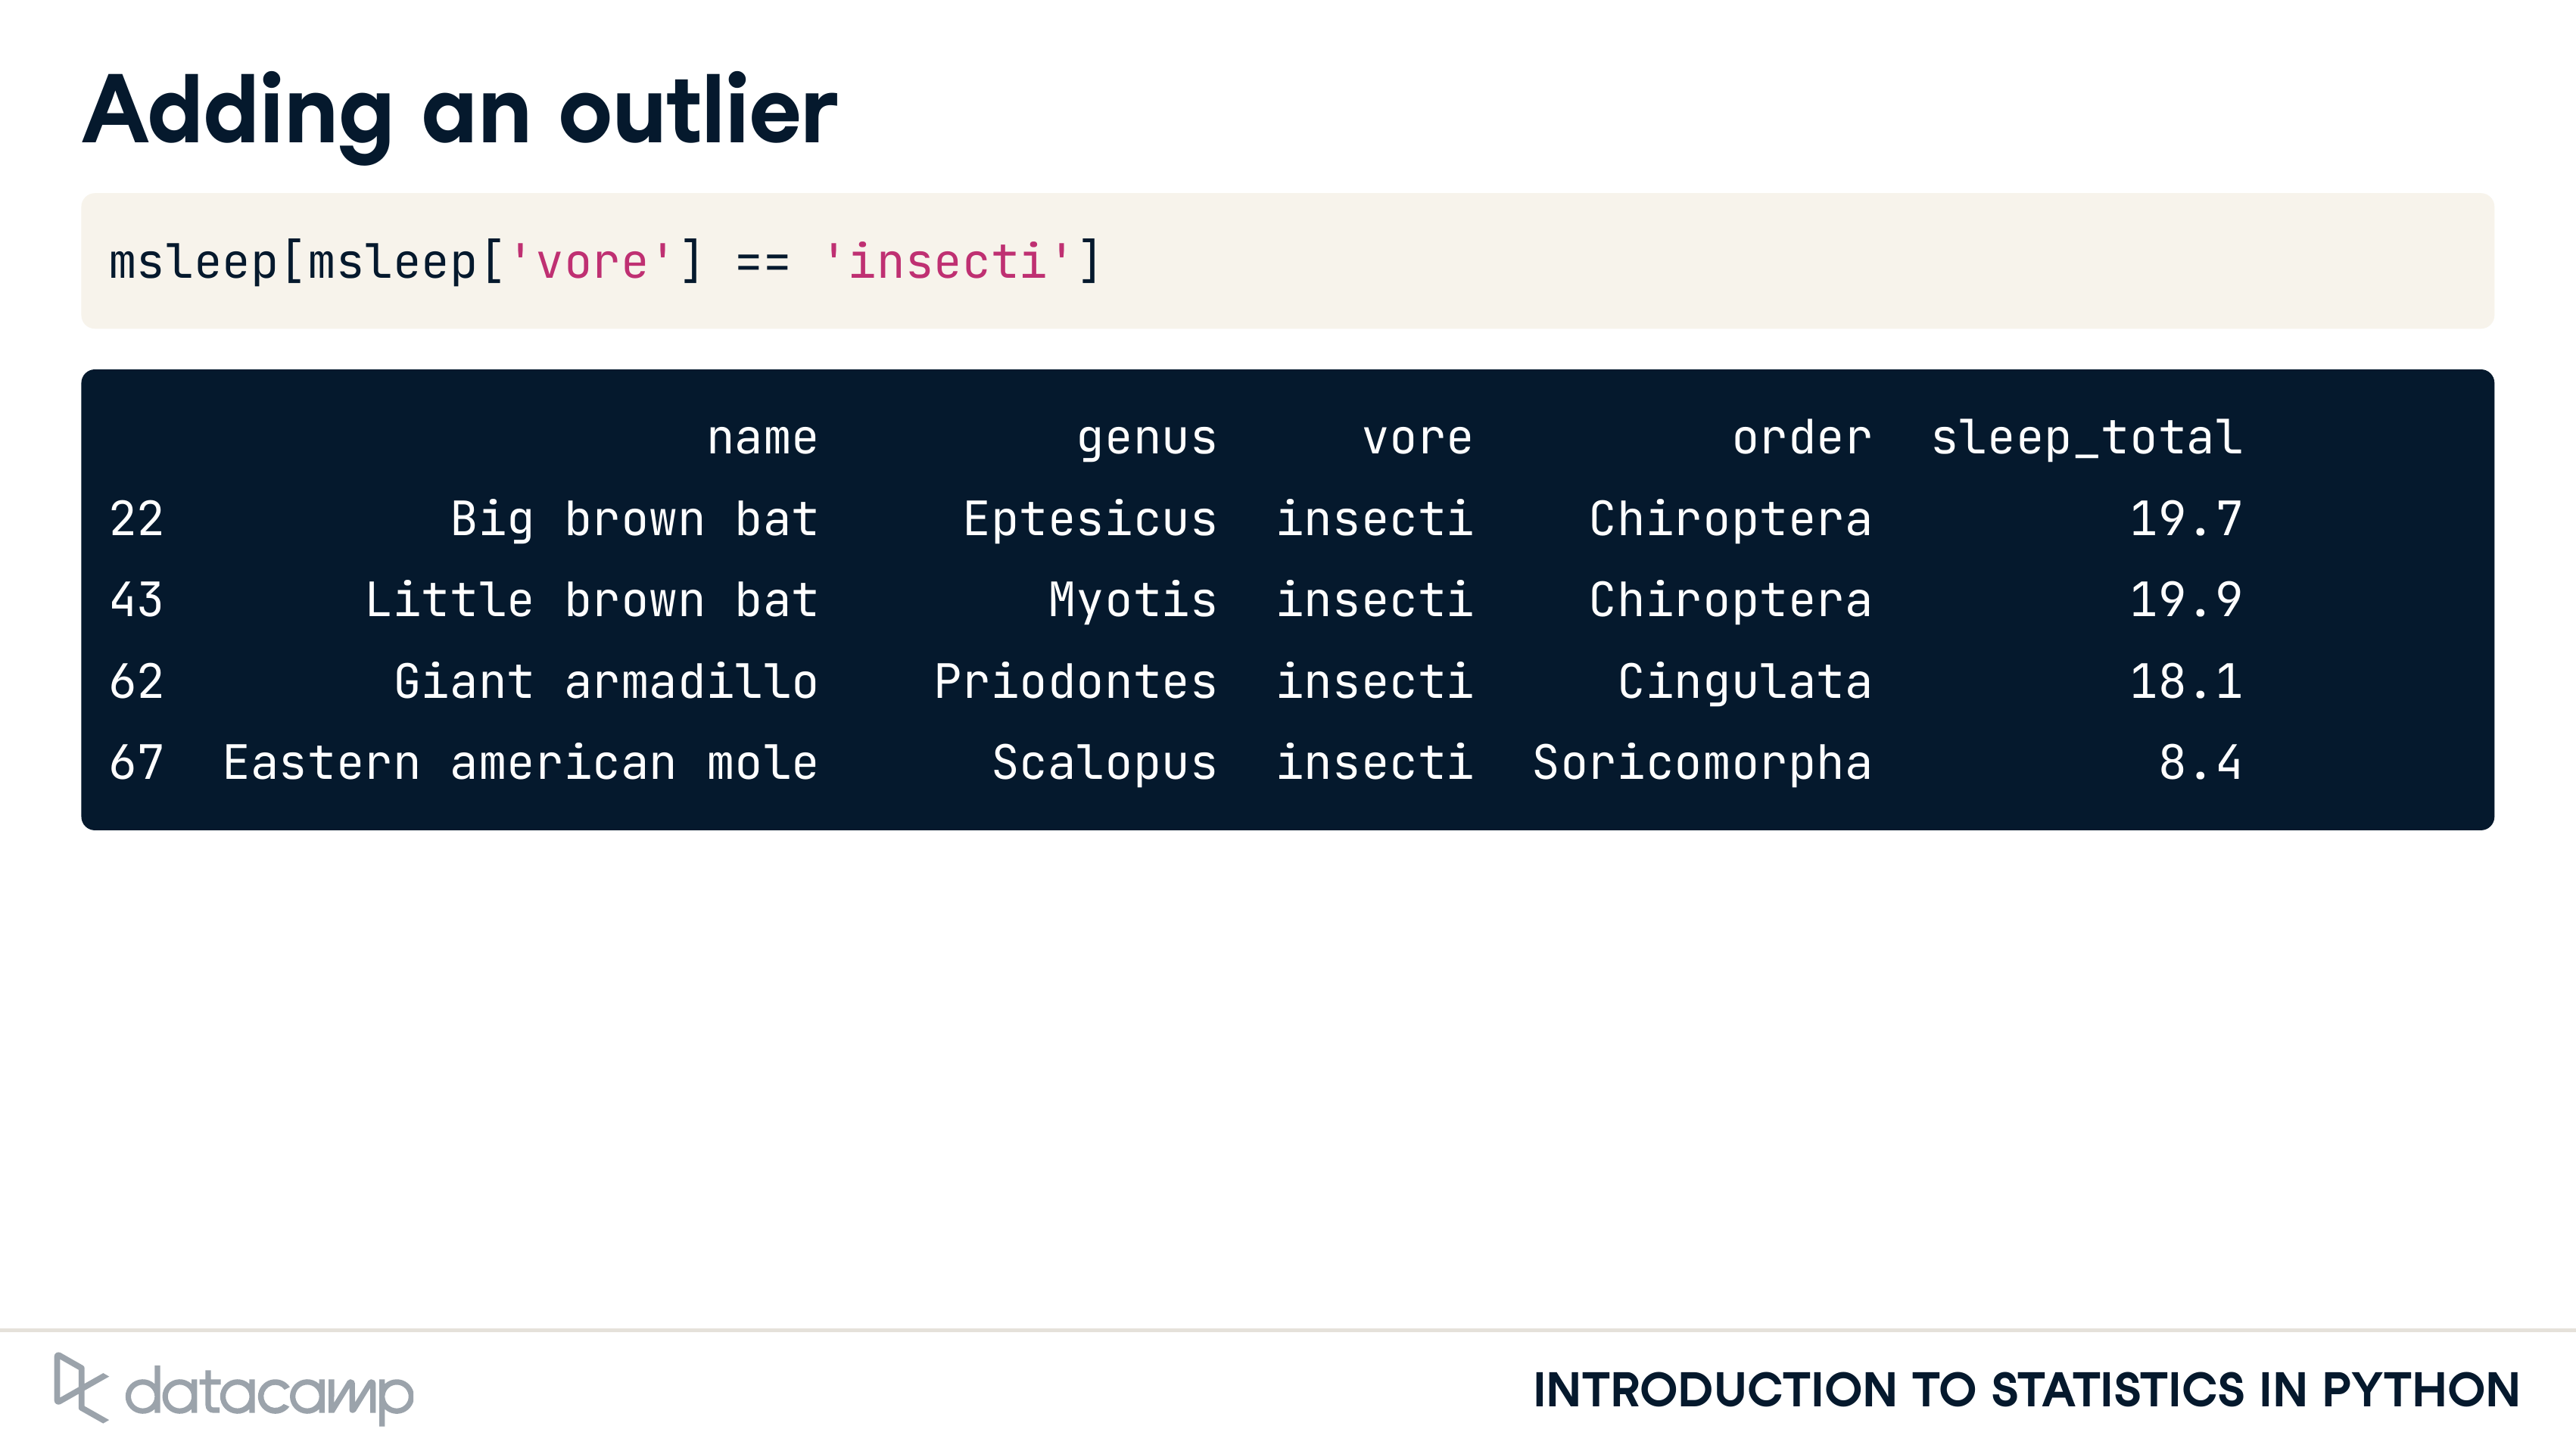 Adding an outlier
msleep[msleep['vore'] == 'insecti']
name genus vore order sleep_total
22 Big brown bat Eptesicus insecti Chiroptera 19.7
43 Little brown bat Myotis insecti Chiroptera 19.9
62 Giant armadillo Priodontes insecti Cingulata 18.1
67 Eastern american mole Scalopus insecti Soricomorpha 8.4
datacamp
INTRODUCTION TO STATISTICS IN PYTHON